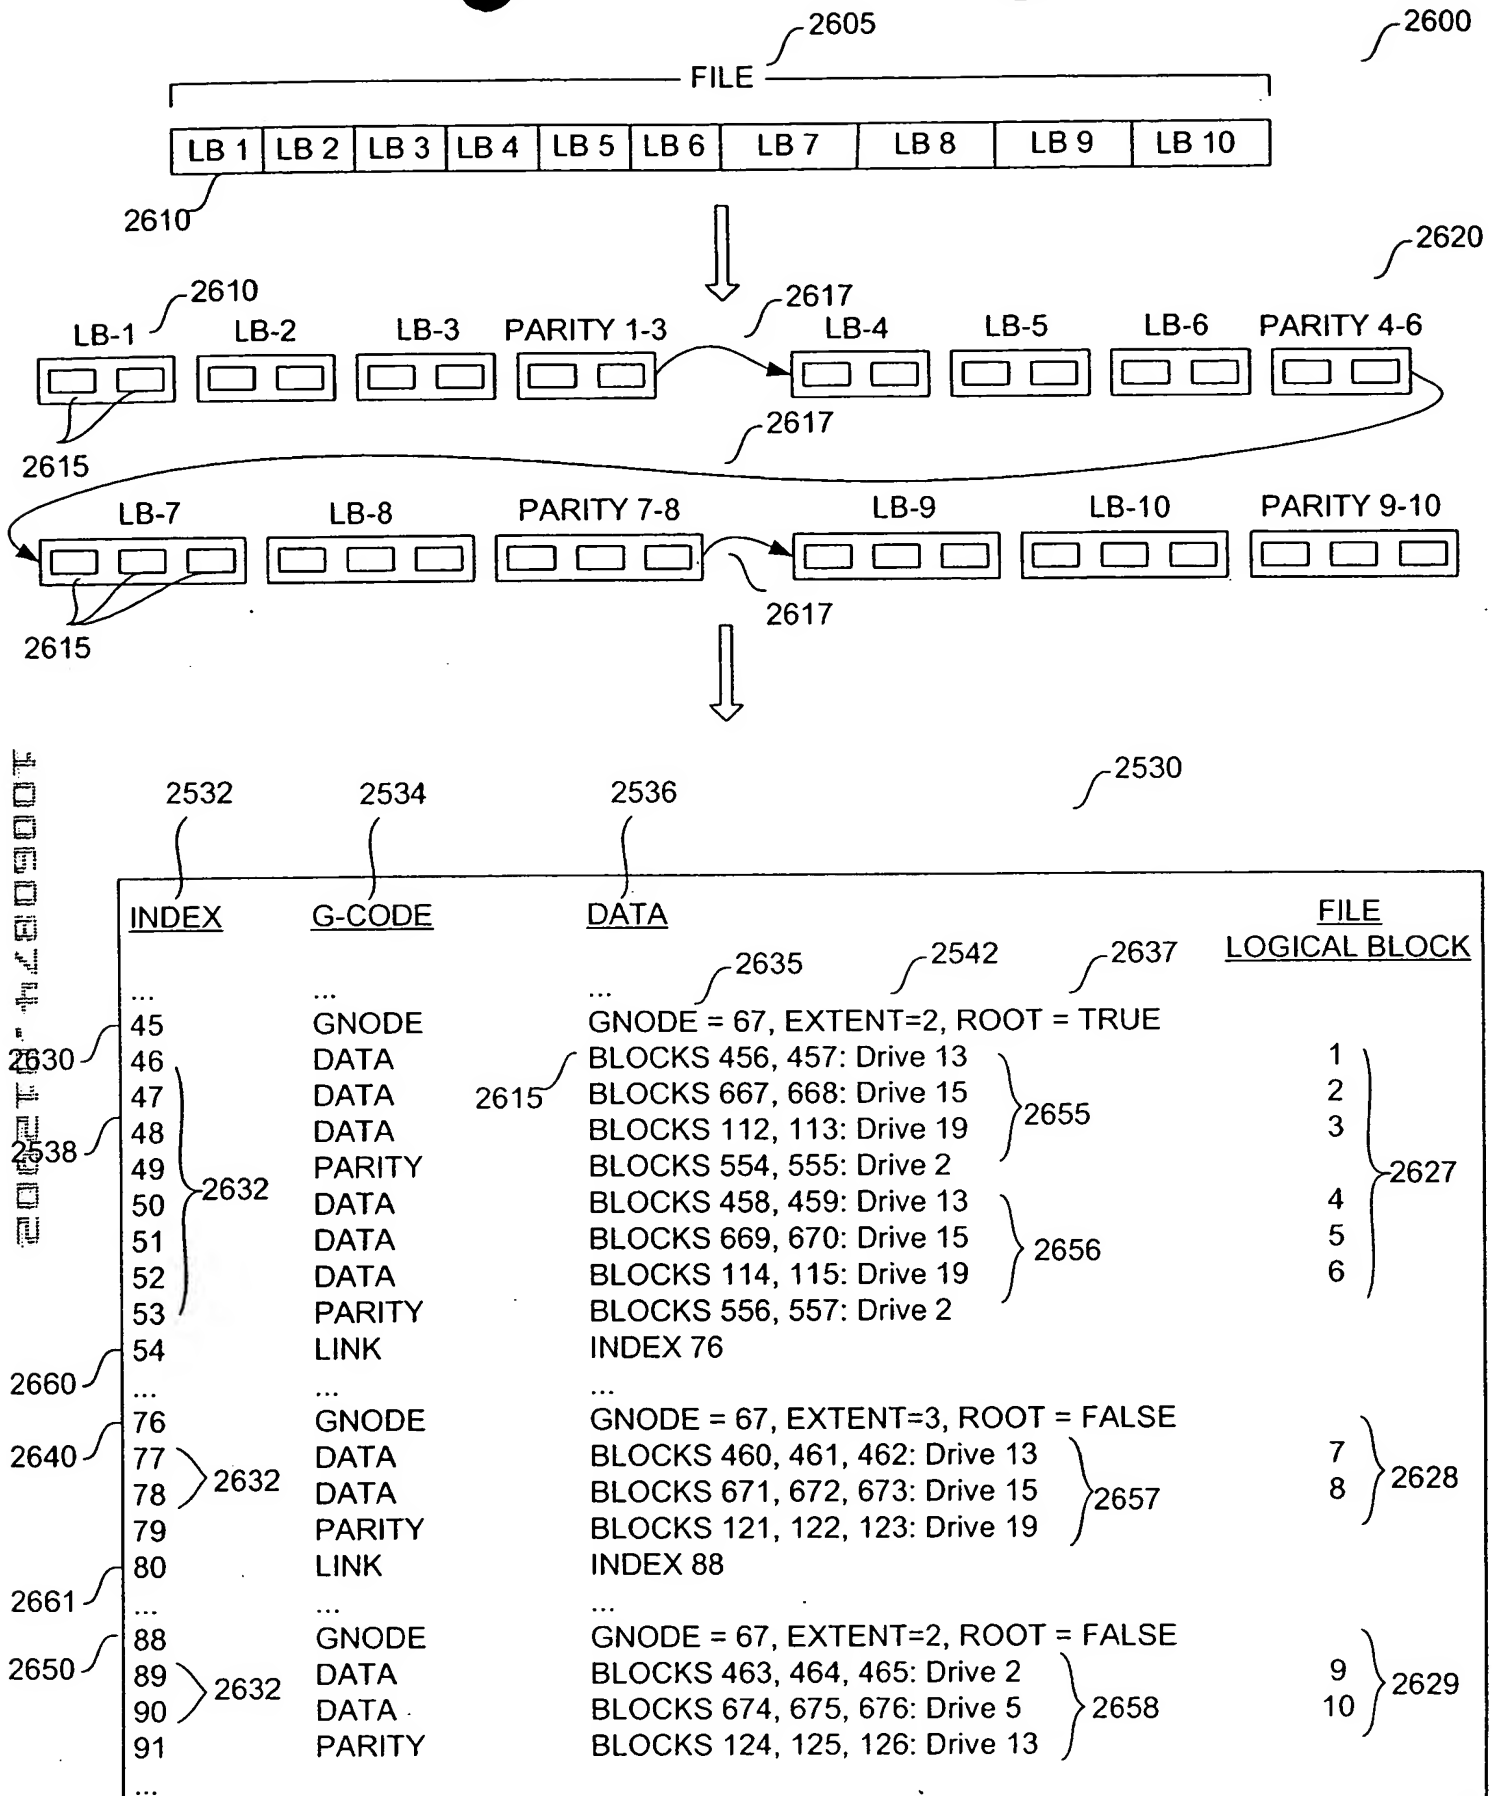 2605
2600
FILE
LB 1 LB 2 LB 3 LB 4 LB 5 LB 6 LB 7 LB 8 LB 9 LB 10
2610
2620
2610
2617
LB-1 LB-2 LB-3 PARITY 1-3 LB-4 LB-5 LB-6 PARITY 4-6
2617
2615
LB-7 LB-8 PARITY 7-8 LB-9 LB-10 PARITY 9-10
2617
2615
2530
2532 2534 2536
INDEX G-CODE DATA FILE LOGICAL BLOCK
2635 2542 2637
... ... ...
45 GNODE GNODE = 67, EXTENT=2, ROOT = TRUE
2630
46 DATA BLOCKS 456, 457: Drive 13 1
2615
47 DATA BLOCKS 667, 668: Drive 15 2
2655
48 DATA BLOCKS 112, 113: Drive 19 3
2538
49 PARITY BLOCKS 554, 555: Drive 2
2632
2627
50 DATA BLOCKS 458, 459: Drive 13 4
51 DATA BLOCKS 669, 670: Drive 15 5
2656
52 DATA BLOCKS 114, 115: Drive 19 6
53 PARITY BLOCKS 556, 557: Drive 2
54 LINK INDEX 76
2660
... ... ...
76 GNODE GNODE = 67, EXTENT=3, ROOT = FALSE
2640
77 DATA BLOCKS 460, 461, 462: Drive 13 7
2632
2628
78 DATA BLOCKS 671, 672, 673: Drive 15 8
2657
79 PARITY BLOCKS 121, 122, 123: Drive 19
80 LINK INDEX 88
2661
... ... ...
88 GNODE GNODE = 67, EXTENT=2, ROOT = FALSE
2650
89 DATA BLOCKS 463, 464, 465: Drive 2 9
2632
2629
90 DATA BLOCKS 674, 675, 676: Drive 5 10
2658
91 PARITY BLOCKS 124, 125, 126: Drive 13
...
10060874.012902